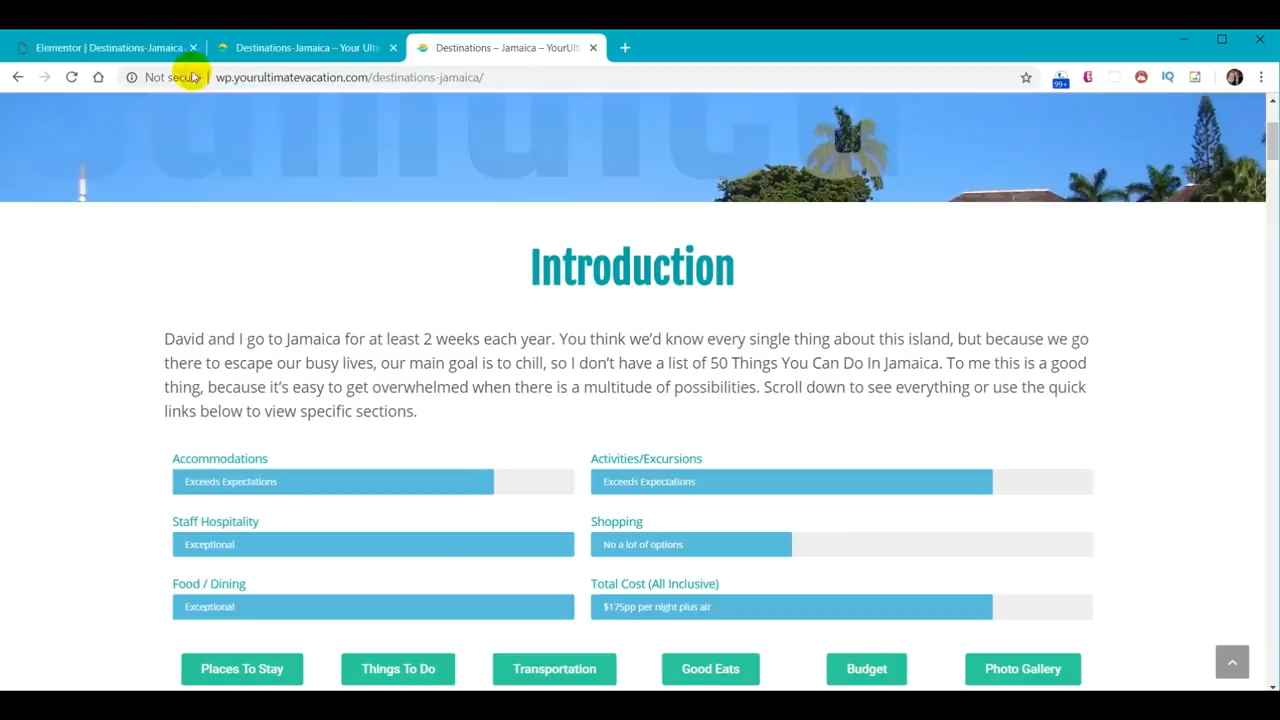 Elementor | Destinations-Jamaica
Destinations-Jamaica – Your Ulti
Destinations – Jamaica – YourUlti
Not secure
wp.yourultimatevacation.com/destinations-jamaica/
99+
IQ
Jamaica
Introduction
David and I go to Jamaica for at least 2 weeks each year. You think we'd know every single thing about this island, but because we go
there to escape our busy lives, our main goal is to chill, so I don't have a list of 50 Things You Can Do In Jamaica. To me this is a good
thing, because it's easy to get overwhelmed when there is a multitude of possibilities. Scroll down to see everything or use the quick
links below to view specific sections.
Accommodations
Activities/Excursions
Exceeds Expectations
Exceeds Expectations
Staff Hospitality
Shopping
Exceptional
No a lot of options
Food / Dining
Total Cost (All Inclusive)
Exceptional
$175pp per night plus air
Places To Stay
Things To Do
Transportation
Good Eats
Budget
Photo Gallery